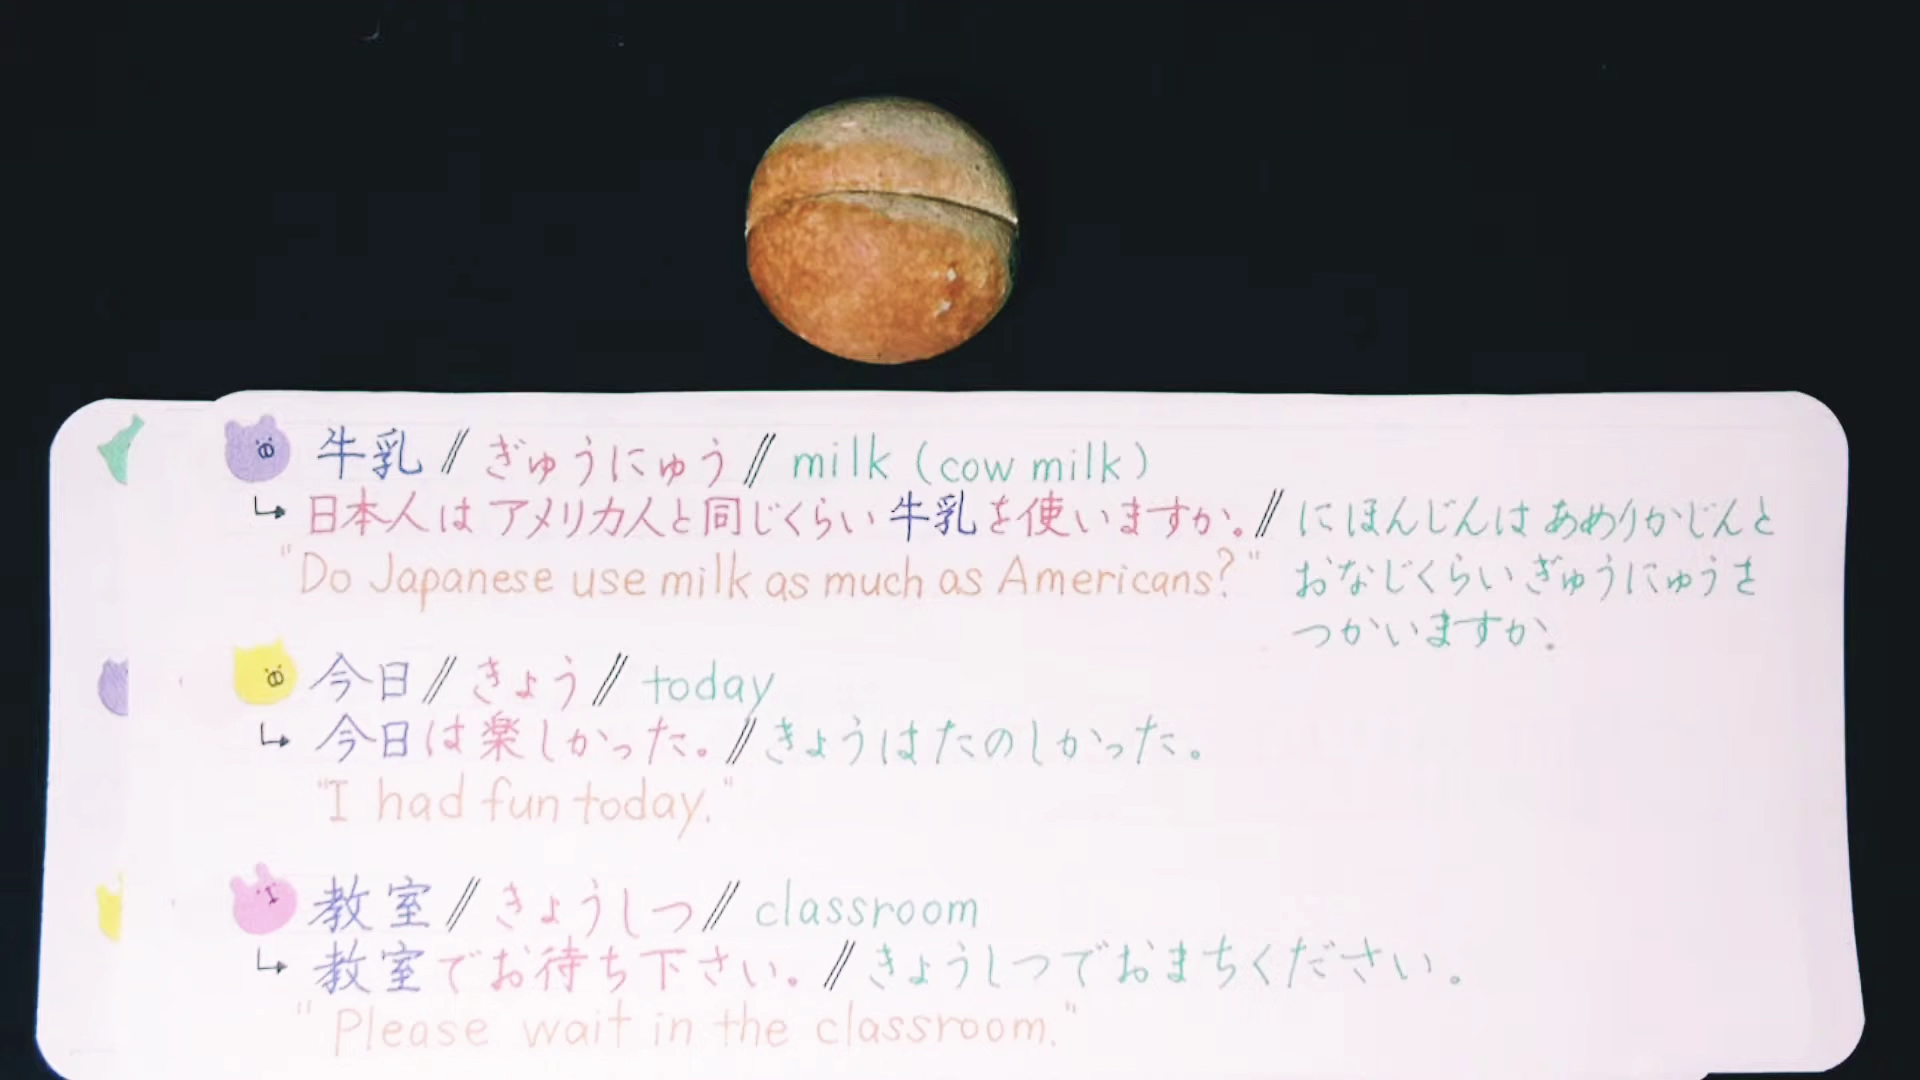 牛乳 // ぎゅうにゅう // milk (cow milk)
↳ 日本人はアメリカ人と同じくらい牛乳を使いますか。// にほんじんはあめりかじんと
"Do Japanese use milk as much as Americans?" おなじくらいぎゅうにゅうを
つかいますか。
今日 // きょう // today
↳ 今日は楽しかった。// きょうはたのしかった。
"I had fun today."
教室 // きょうしつ // classroom
↳ 教室でお待ち下さい。// きょうしつでおまちください。
"Please wait in the classroom."